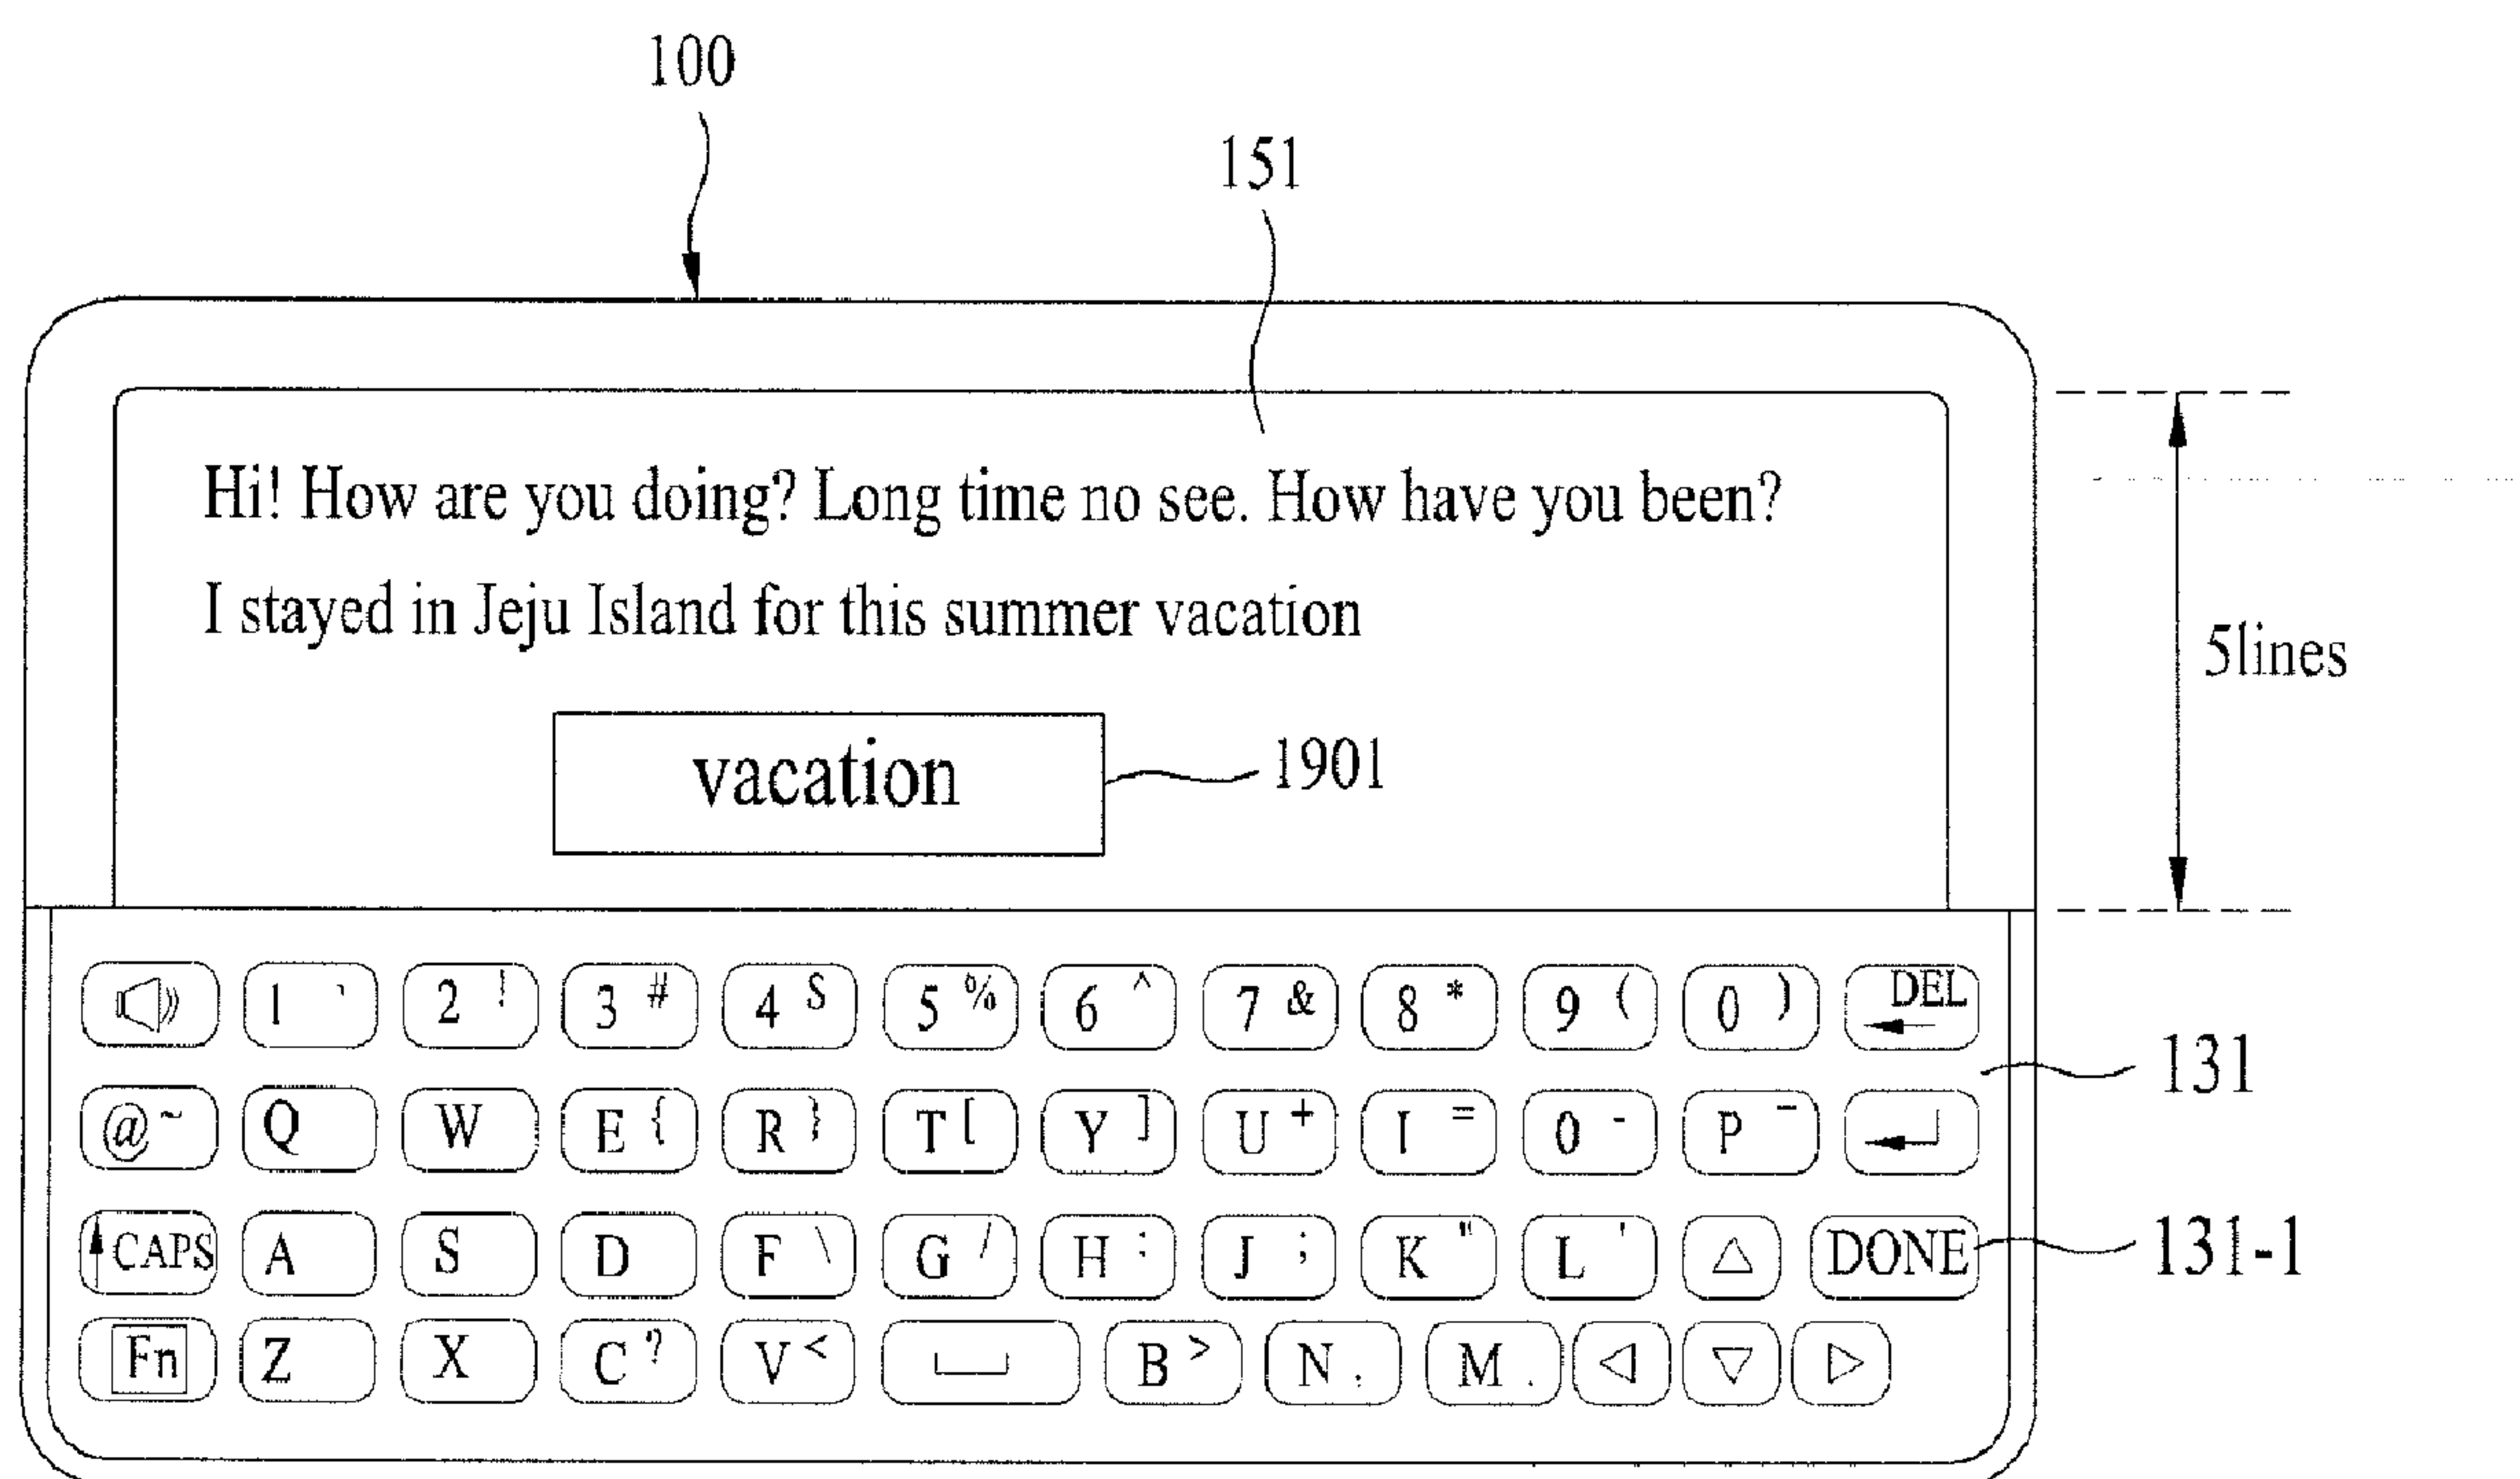 100
151
Hi! How are you doing? Long time no see. How have you been?
I stayed in Jeju Island for this summer vacation
5lines
vacation
1901
1 ` 2 ! 3 # 4 S 5 % 6 ^ 7 & 8 * 9 ( 0 ) DEL
131
@ ~ Q W E { R } T [ Y ] U + I = 0 - P -
CAPS A S D F \ G / H : J ; K " L ' DONE
131-1
Fn Z X C ? V < B > N . M .